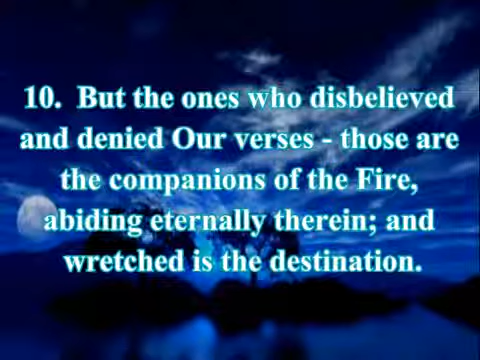 10.  But the ones who disbelieved
and denied Our verses - those are
the companions of the Fire,
abiding eternally therein; and
wretched is the destination.